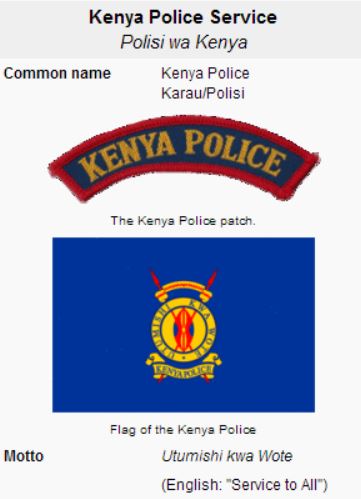 Kenya Police Service
Polisi wa Kenya
Common name
Kenya Police
Karau/Polisi
KENYA POLICE
The Kenya Police patch.
UTUMISHI KWA WOTE
KENYA POLICE
Flag of the Kenya Police
Motto
Utumishi kwa Wote
(English: "Service to All")